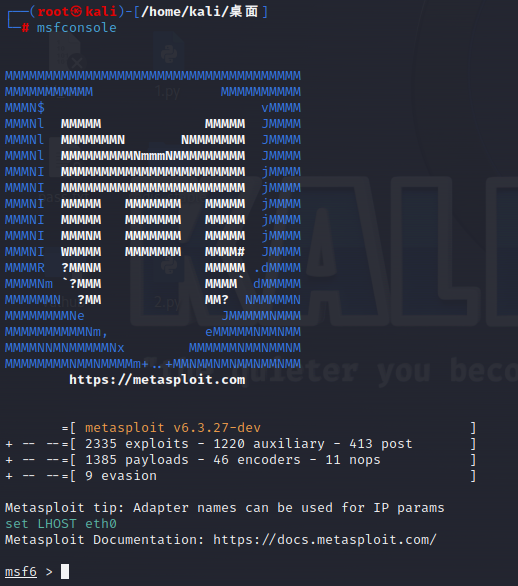 ┌──(root㉿kali)-[/home/kali/桌面]
└─# msfconsole
MMMMMMMMMMMMMMMMMMMMMMMMMMMMMMMMMMMMM
MMMMMMMMMMM                MMMMMMMMMM
MMMN$                           vMMMM
MMMNl  MMMMM             MMMMM  JMMMM
MMMNl  MMMMMMMN       NMMMMMMM  JMMMM
MMMNl  MMMMMMMMMNmmmNMMMMMMMMM  JMMMM
MMMNI  MMMMMMMMMMMMMMMMMMMMMMM  jMMMM
MMMNI  MMMMMMMMMMMMMMMMMMMMMMM  jMMMM
MMMNI  MMMMM   MMMMMMM   MMMMM  jMMMM
MMMNI  MMMMM   MMMMMMM   MMMMM  jMMMM
MMMNI  MMMNM   MMMMMMM   MMMMM  jMMMM
MMMNI  WMMMM   MMMMMMM   MMMM#  JMMMM
MMMMR  ?MMNM             MMMMM .dMMMM
MMMMNm `?MMM             MMMM` dMMMMM
MMMMMMN  ?MM             MM?  NMMMMMN
MMMMMMMMNe                 JMMMMMNMMM
MMMMMMMMMMNm,            eMMMMMNMMNMM
MMMMNNMNMMMMMNx        MMMMMMNMMNMMNM
MMMMMMMMNMMNMMMMm+..+MMNMMNMNMMNMMNMM
https://metasploit.com
=[ metasploit v6.3.27-dev ]
+ -- --=[ 2335 exploits - 1220 auxiliary - 413 post ]
+ -- --=[ 1385 payloads - 46 encoders - 11 nops ]
+ -- --=[ 9 evasion ]
Metasploit tip: Adapter names can be used for IP params
set LHOST eth0
Metasploit Documentation: https://docs.metasploit.com/
msf6 >